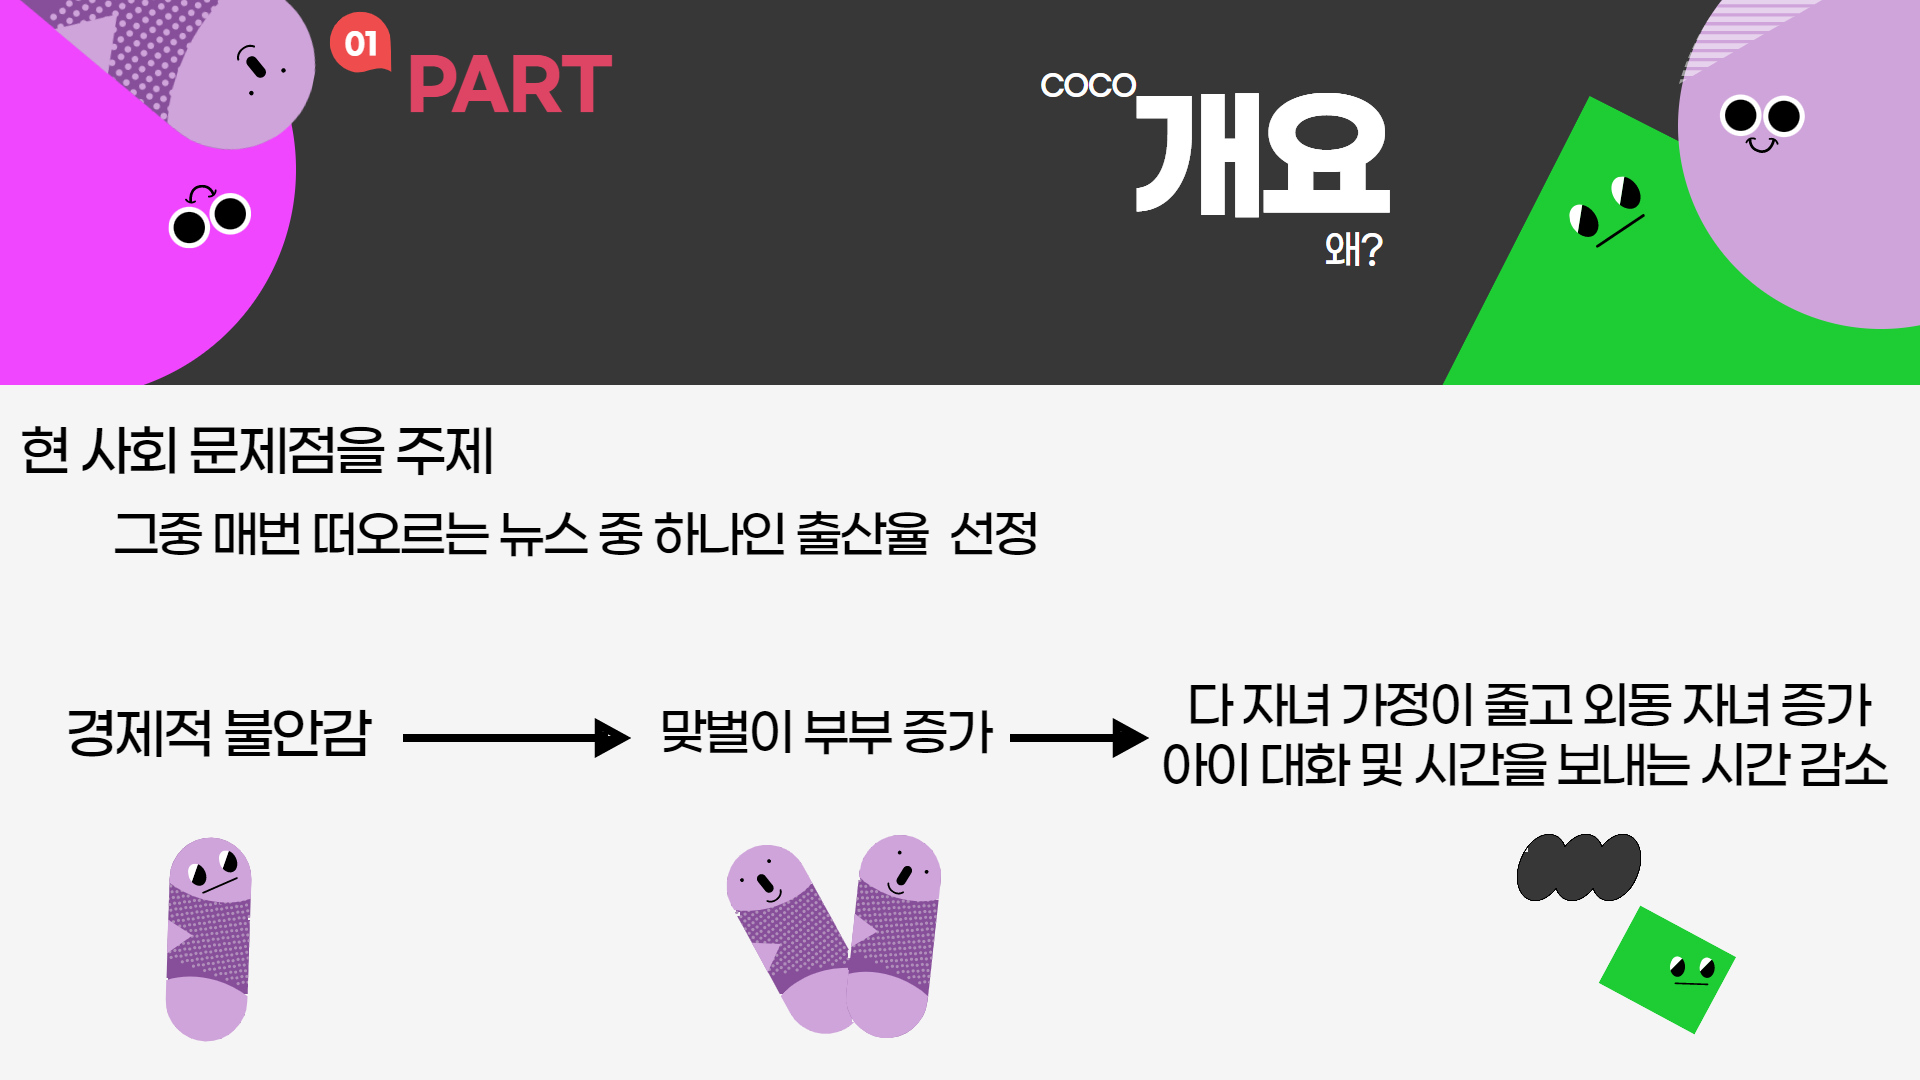 01
PART
COCO
개요
왜?
현 사회 문제점을 주제
그중 매번 떠오르는 뉴스 중 하나인 출산율 선정
경제적 불안감
맞벌이 부부 증가
다 자녀 가정이 줄고 외동 자녀 증가
아이 대화 및 시간을 보내는 시간 감소